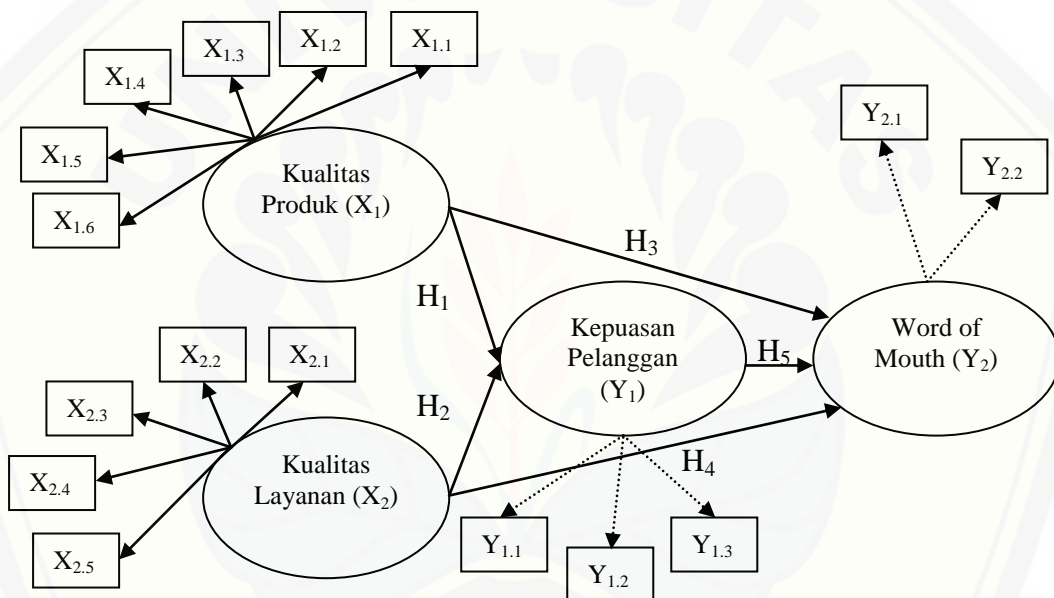 X1.1
X1.2
X1.3
X1.4
X1.5
X1.6
Kualitas
Produk (X1)
Y2.1
Y2.2
H3
H1
Kepuasan
Pelanggan
(Y1)
H5
Word of
Mouth (Y2)
X2.1
X2.2
X2.3
X2.4
X2.5
H2
Kualitas
Layanan (X2)
H4
Y1.1
Y1.2
Y1.3